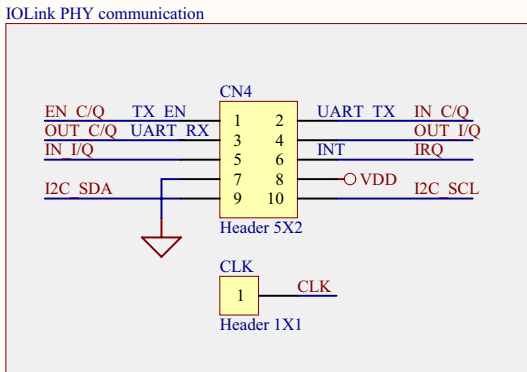 IOLink PHY communication
CN4
EN_C/Q TX_EN 1 2 UART_TX IN_C/Q
OUT_C/Q UART_RX 3 4 OUT_I/Q
IN_I/Q 5 6 INT IRQ
7 8 VDD
I2C_SDA 9 10 I2C_SCL
Header 5X2
CLK
1 CLK
Header 1X1